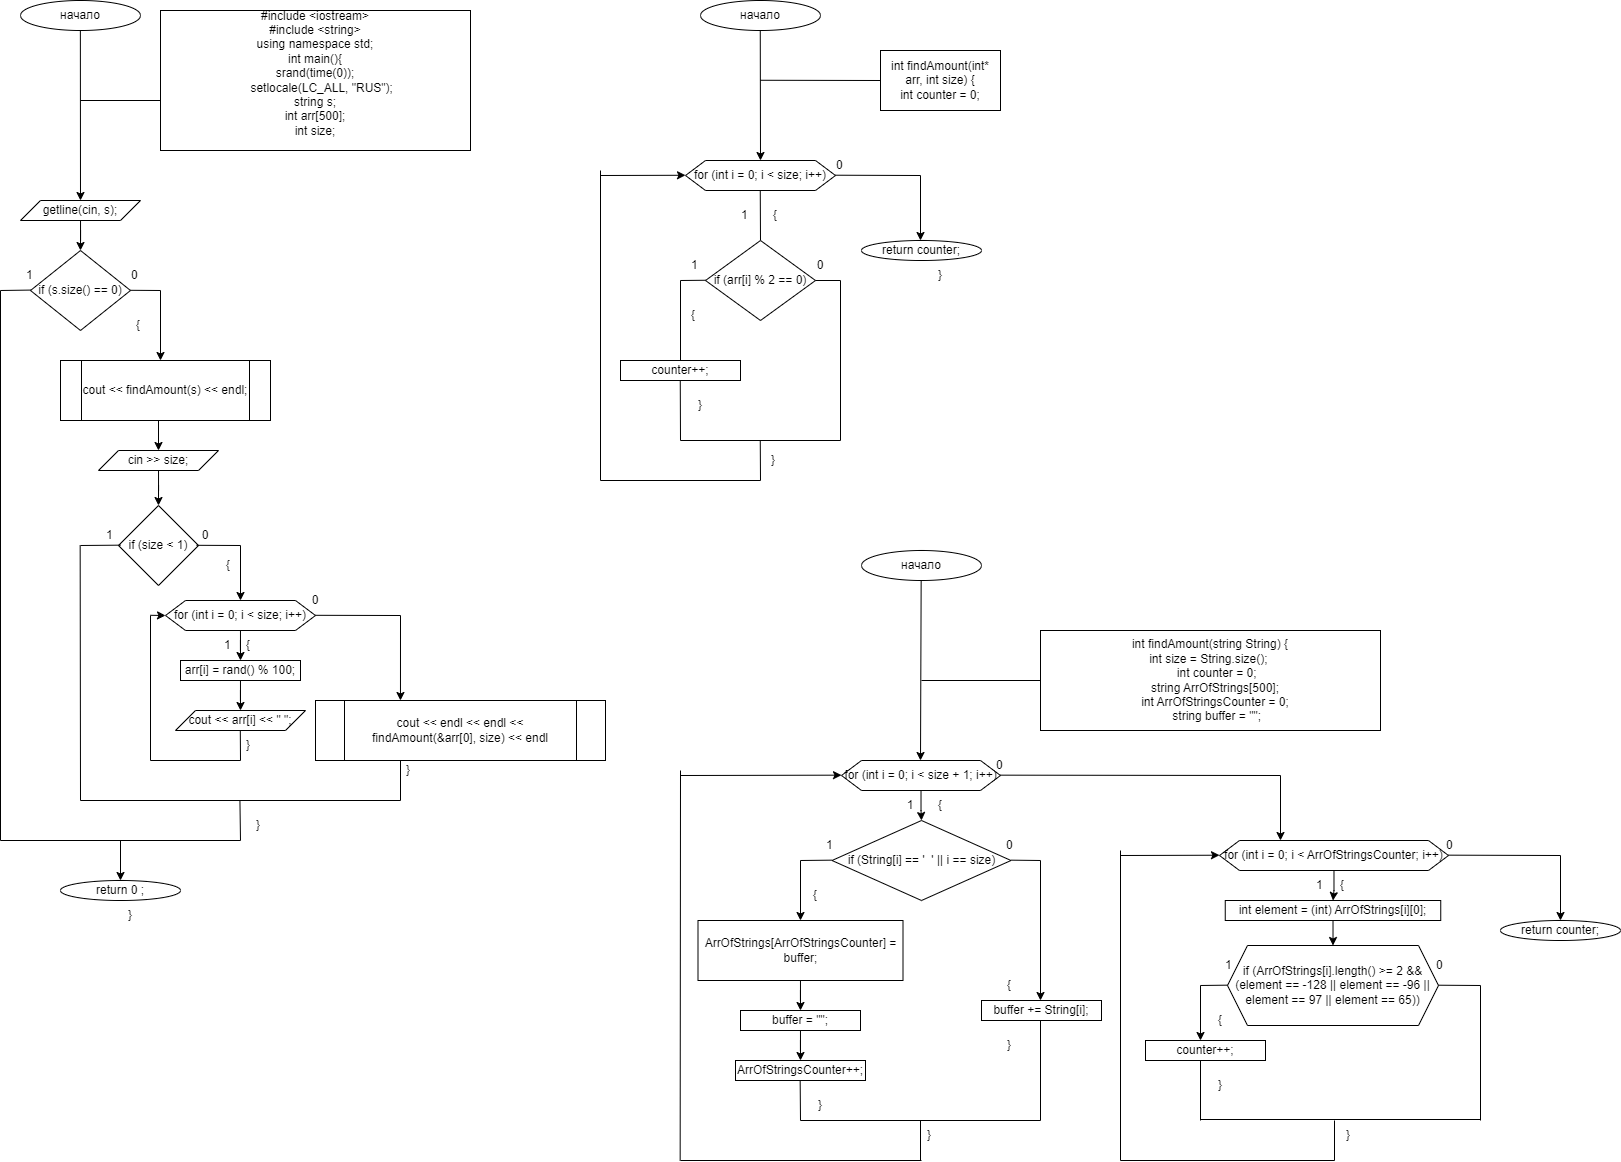 начало
#include <iostream>
#include <string>
using namespace std;
int main(){
srand(time(0));
setlocale(LC_ALL, "RUS");
string s;
int arr[500];
int size;
getline(cin, s);
if (s.size() == 0)
1
0
{
cout << findAmount(s) << endl;
cin >> size;
if (size < 1)
1
0
{
for (int i = 0; i < size; i++)
0
1
{
arr[i] = rand() % 100;
cout << arr[i] << " ";
}
cout << endl << endl <<
findAmount(&arr[0], size) << endl
}
}
return 0 ;
}
начало
int findAmount(int*
arr, int size) {
int counter = 0;
for (int i = 0; i < size; i++)
0
1
{
return counter;
}
if (arr[i] % 2 == 0)
1
0
{
counter++;
}
}
начало
int findAmount(string String) {
int size = String.size();
int counter = 0;
string ArrOfStrings[500];
int ArrOfStringsCounter = 0;
string buffer = "";
for (int i = 0; i < size + 1; i++)
0
1
{
if (String[i] == '  ' || i == size)
1
0
{
ArrOfStrings[ArrOfStringsCounter] =
buffer;
buffer = "";
ArrOfStringsCounter++;
}
{
buffer += String[i];
}
}
for (int i = 0; i < ArrOfStringsCounter; i++)
0
1
{
int element = (int) ArrOfStrings[i][0];
return counter;
if (ArrOfStrings[i].length() >= 2 &&
(element == -128 || element == -96 ||
element == 97 || element == 65))
1
0
{
counter++;
}
}